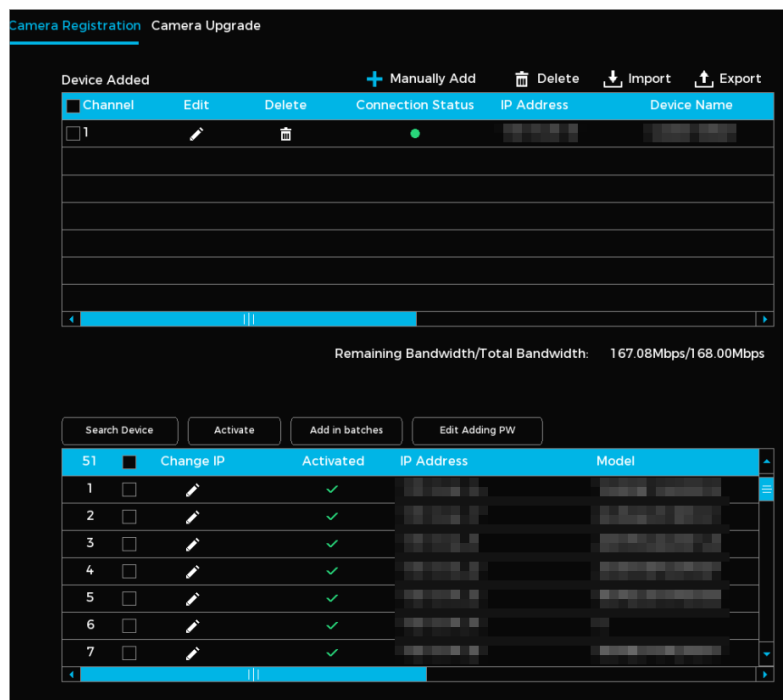 Camera Registration Camera Upgrade
Device Added Manually Add Delete Import Export
Channel Edit Delete Connection Status IP Address Device Name
1
Remaining Bandwidth/Total Bandwidth: 167.08Mbps/168.00Mbps
Search Device Activate Add in batches Edit Adding PW
51 Change IP Activated IP Address Model
1
2
3
4
5
6
7